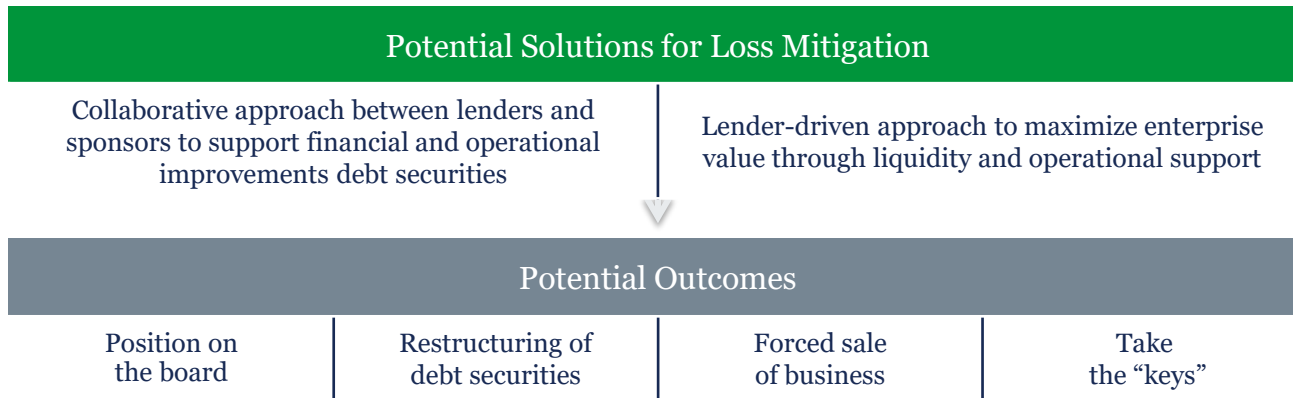 Potential Solutions for Loss Mitigation
Collaborative approach between lenders and
sponsors to support financial and operational
improvements debt securities
Lender-driven approach to maximize enterprise
value through liquidity and operational support
Potential Outcomes
Position on
the board
Restructuring of
debt securities
Forced sale
of business
Take
the “keys”